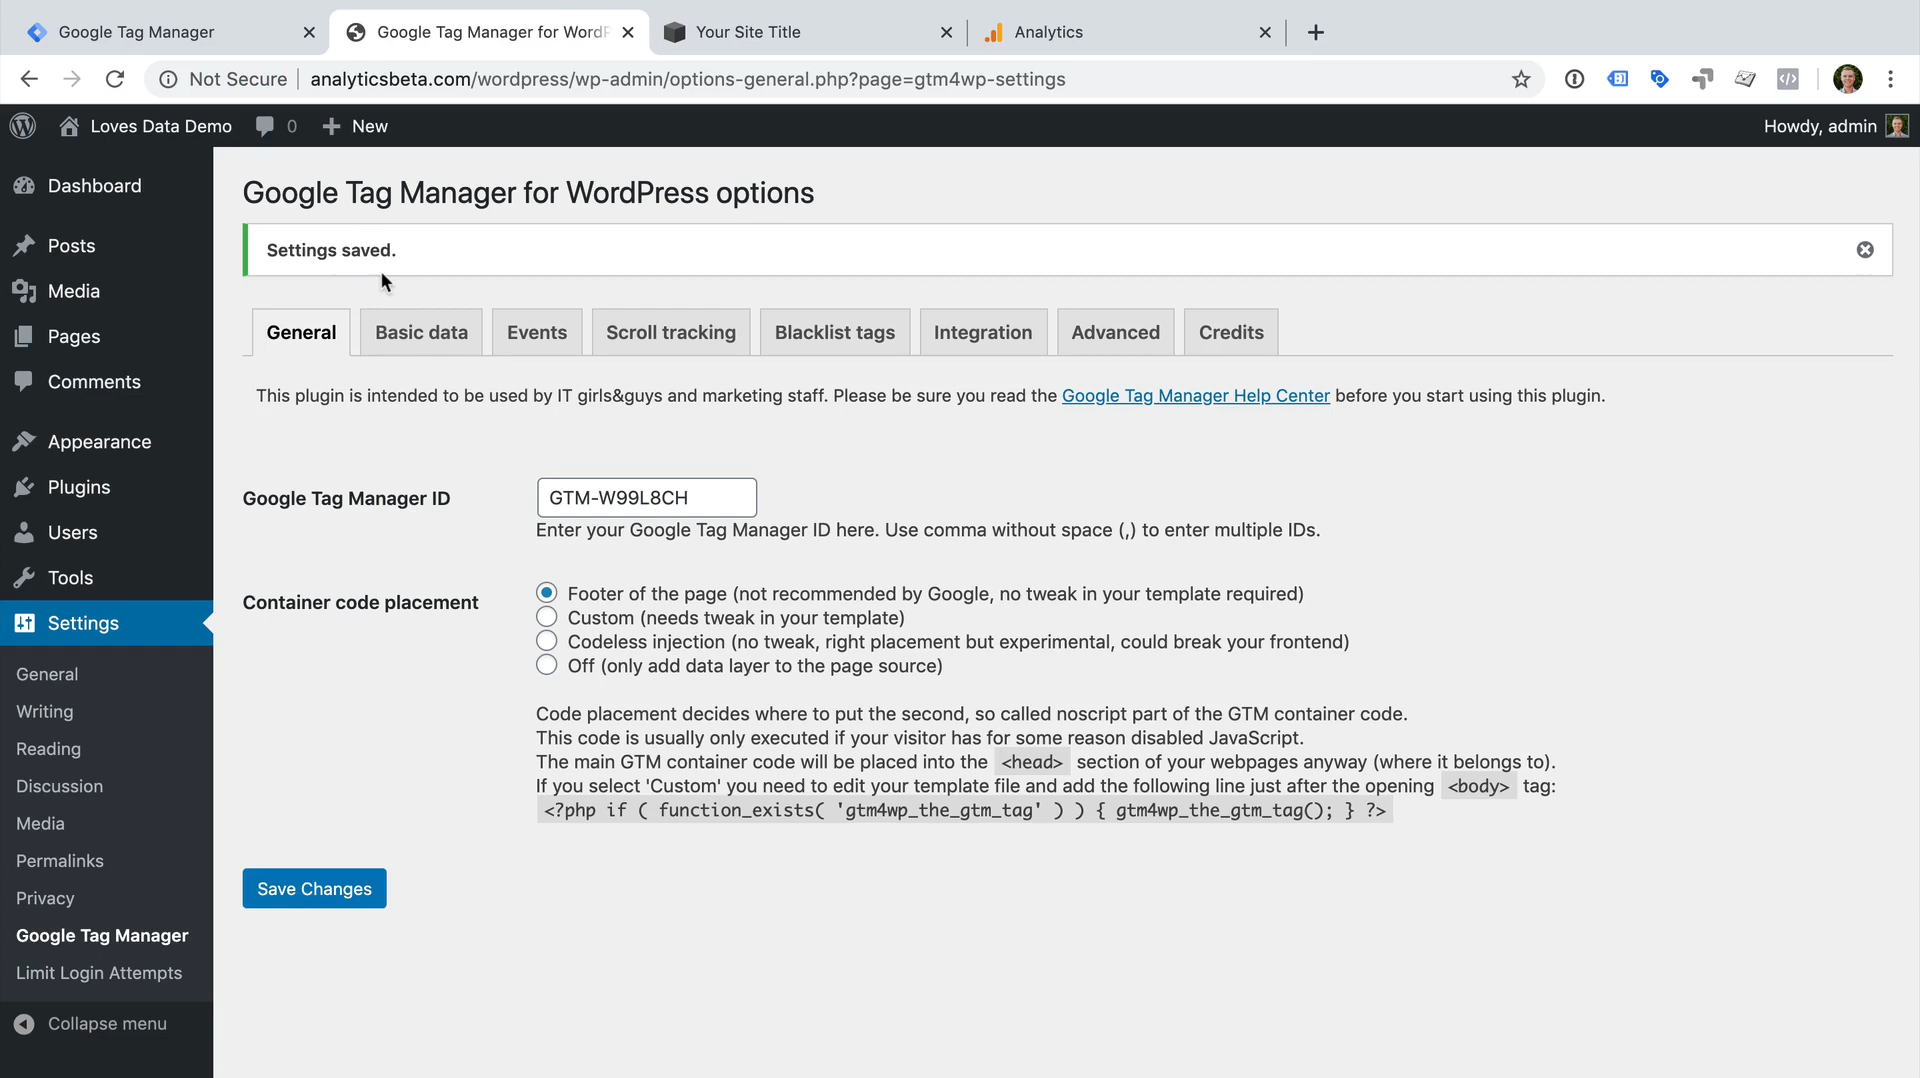 Google Tag Manager
Google Tag Manager for WordP
Your Site Title
Analytics
Not Secure
analyticsbeta.com/wordpress/wp-admin/options-general.php?page=gtm4wp-settings
Loves Data Demo
0
New
Howdy, admin
Dashboard
Posts
Media
Pages
Comments
Appearance
Plugins
Users
Tools
Settings
General
Writing
Reading
Discussion
Media
Permalinks
Privacy
Google Tag Manager
Limit Login Attempts
Collapse menu
Google Tag Manager for WordPress options
Settings saved.
General
Basic data
Events
Scroll tracking
Blacklist tags
Integration
Advanced
Credits
This plugin is intended to be used by IT girls&guys and marketing staff. Please be sure you read the Google Tag Manager Help Center before you start using this plugin.
Google Tag Manager ID
GTM-W99L8CH
Enter your Google Tag Manager ID here. Use comma without space (,) to enter multiple IDs.
Container code placement
Footer of the page (not recommended by Google, no tweak in your template required)
Custom (needs tweak in your template)
Codeless injection (no tweak, right placement but experimental, could break your frontend)
Off (only add data layer to the page source)
Code placement decides where to put the second, so called noscript part of the GTM container code.
This code is usually only executed if your visitor has for some reason disabled JavaScript.
The main GTM container code will be placed into the <head> section of your webpages anyway (where it belongs to).
If you select 'Custom' you need to edit your template file and add the following line just after the opening <body> tag:
<?php if ( function_exists( 'gtm4wp_the_gtm_tag' ) ) { gtm4wp_the_gtm_tag(); } ?>
Save Changes